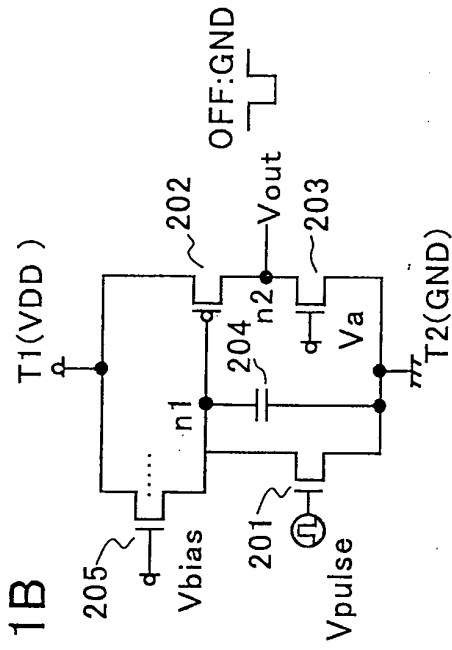 1B
T1(VDD)
205
Vbias
202
n1
204
n2
Vout
OFF:GND
201
Vpulse
Va
203
T2(GND)